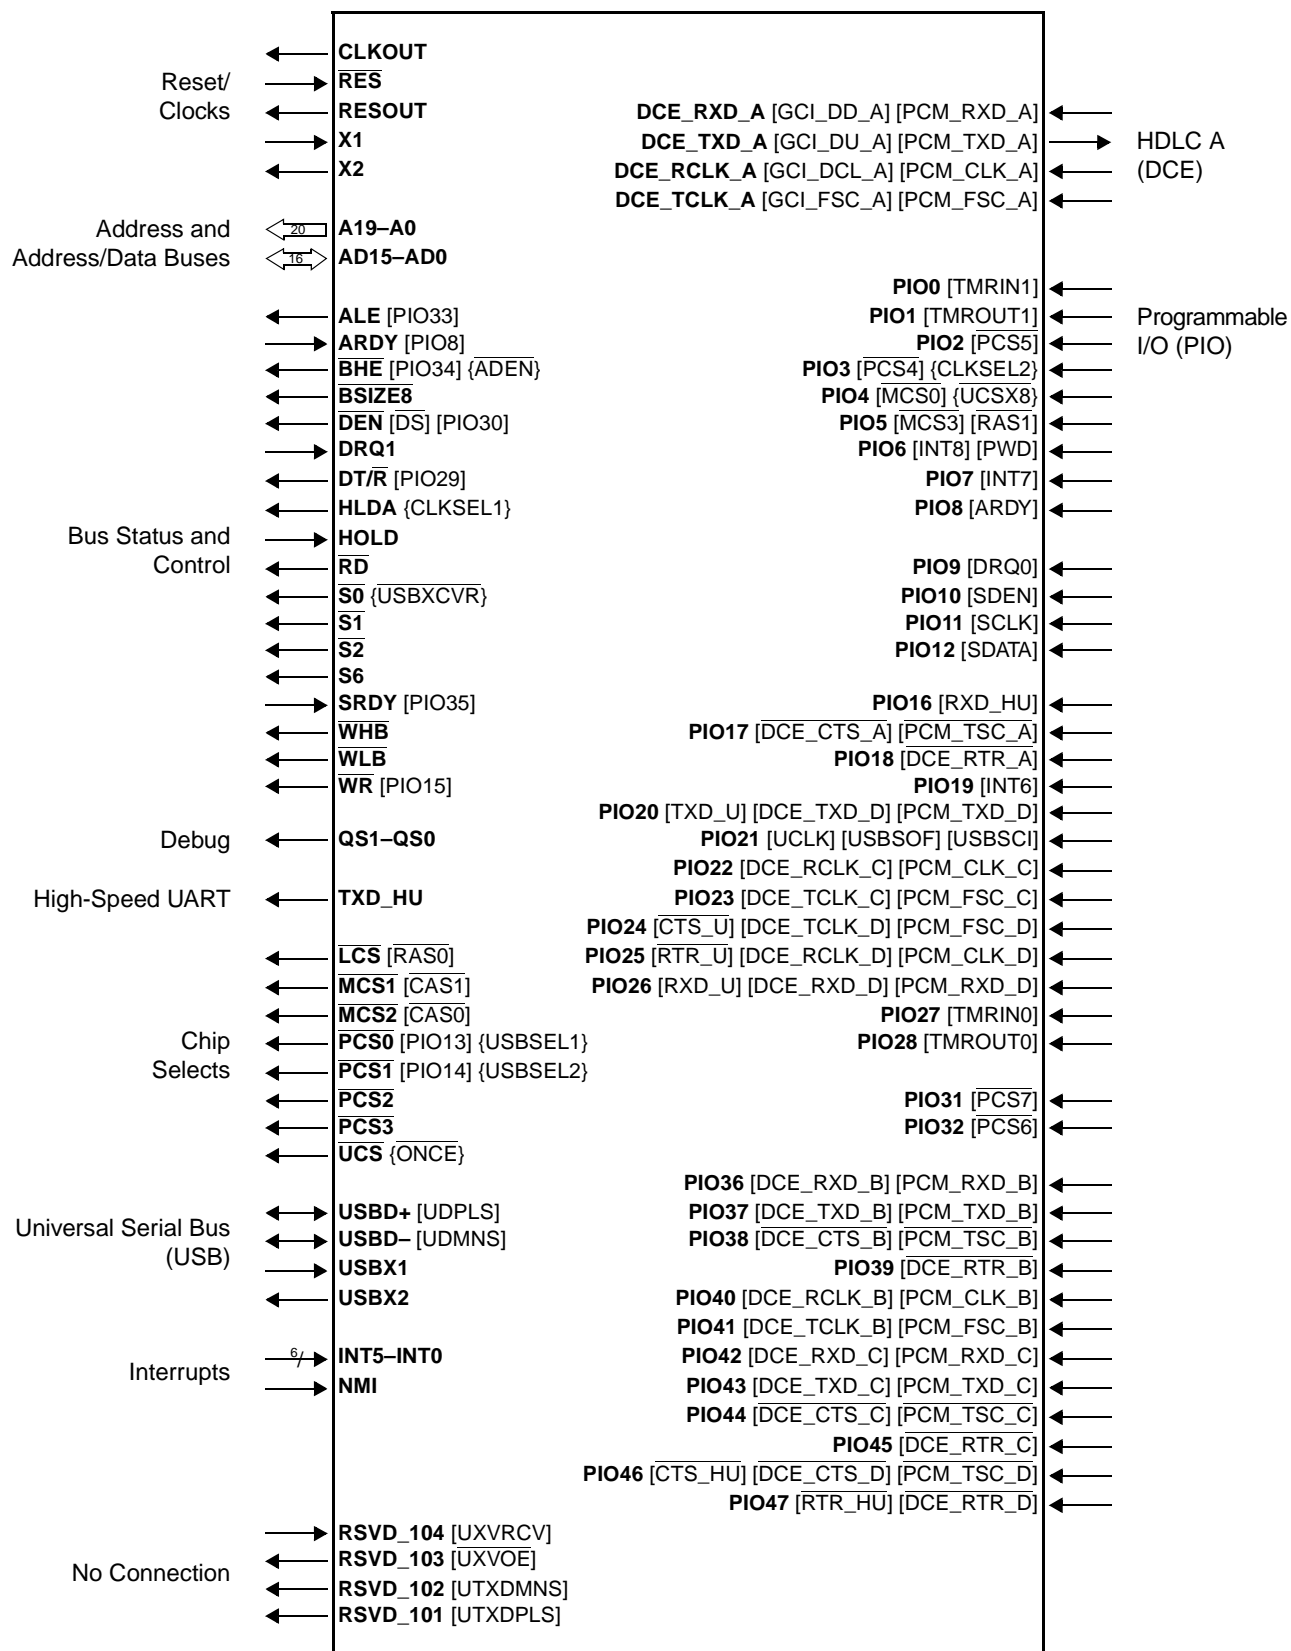 CLKOUT
Reset/
Clocks
RES
RESOUT
X1
X2
Address and
Address/Data Buses
20
A19–A0
16
AD15–AD0
ALE [PIO33]
ARDY [PIO8]
BHE [PIO34] {ADEN}
BSIZE8
DEN [DS] [PIO30]
DRQ1
DT/R [PIO29]
HLDA {CLKSEL1}
Bus Status and
Control
HOLD
RD
S0 {USBXCVR}
S1
S2
S6
SRDY [PIO35]
WHB
WLB
WR [PIO15]
Debug
QS1–QS0
High-Speed UART
TXD_HU
LCS [RAS0]
MCS1 [CAS1]
MCS2 [CAS0]
Chip
Selects
PCS0 [PIO13] {USBSEL1}
PCS1 [PIO14] {USBSEL2}
PCS2
PCS3
UCS {ONCE}
Universal Serial Bus
(USB)
USBD+ [UDPLS]
USBD– [UDMNS]
USBX1
USBX2
Interrupts
6/
INT5–INT0
NMI
No Connection
RSVD_104 [UXVRCV]
RSVD_103 [UXVOE]
RSVD_102 [UTXDMNS]
RSVD_101 [UTXDPLS]
DCE_RXD_A [GCI_DD_A] [PCM_RXD_A]
DCE_TXD_A [GCI_DU_A] [PCM_TXD_A]
DCE_RCLK_A [GCI_DCL_A] [PCM_CLK_A]
DCE_TCLK_A [GCI_FSC_A] [PCM_FSC_A]
HDLC A
(DCE)
PIO0 [TMRIN1]
PIO1 [TMROUT1]
PIO2 [PCS5]
Programmable
I/O (PIO)
PIO3 [PCS4] {CLKSEL2}
PIO4 [MCS0] {UCSX8}
PIO5 [MCS3] [RAS1]
PIO6 [INT8] [PWD]
PIO7 [INT7]
PIO8 [ARDY]
PIO9 [DRQ0]
PIO10 [SDEN]
PIO11 [SCLK]
PIO12 [SDATA]
PIO16 [RXD_HU]
PIO17 [DCE_CTS_A] [PCM_TSC_A]
PIO18 [DCE_RTR_A]
PIO19 [INT6]
PIO20 [TXD_U] [DCE_TXD_D] [PCM_TXD_D]
PIO21 [UCLK] [USBSOF] [USBSCI]
PIO22 [DCE_RCLK_C] [PCM_CLK_C]
PIO23 [DCE_TCLK_C] [PCM_FSC_C]
PIO24 [CTS_U] [DCE_TCLK_D] [PCM_FSC_D]
PIO25 [RTR_U] [DCE_RCLK_D] [PCM_CLK_D]
PIO26 [RXD_U] [DCE_RXD_D] [PCM_RXD_D]
PIO27 [TMRIN0]
PIO28 [TMROUT0]
PIO31 [PCS7]
PIO32 [PCS6]
PIO36 [DCE_RXD_B] [PCM_RXD_B]
PIO37 [DCE_TXD_B] [PCM_TXD_B]
PIO38 [DCE_CTS_B] [PCM_TSC_B]
PIO39 [DCE_RTR_B]
PIO40 [DCE_RCLK_B] [PCM_CLK_B]
PIO41 [DCE_TCLK_B] [PCM_FSC_B]
PIO42 [DCE_RXD_C] [PCM_RXD_C]
PIO43 [DCE_TXD_C] [PCM_TXD_C]
PIO44 [DCE_CTS_C] [PCM_TSC_C]
PIO45 [DCE_RTR_C]
PIO46 [CTS_HU] [DCE_CTS_D] [PCM_TSC_D]
PIO47 [RTR_HU] [DCE_RTR_D]